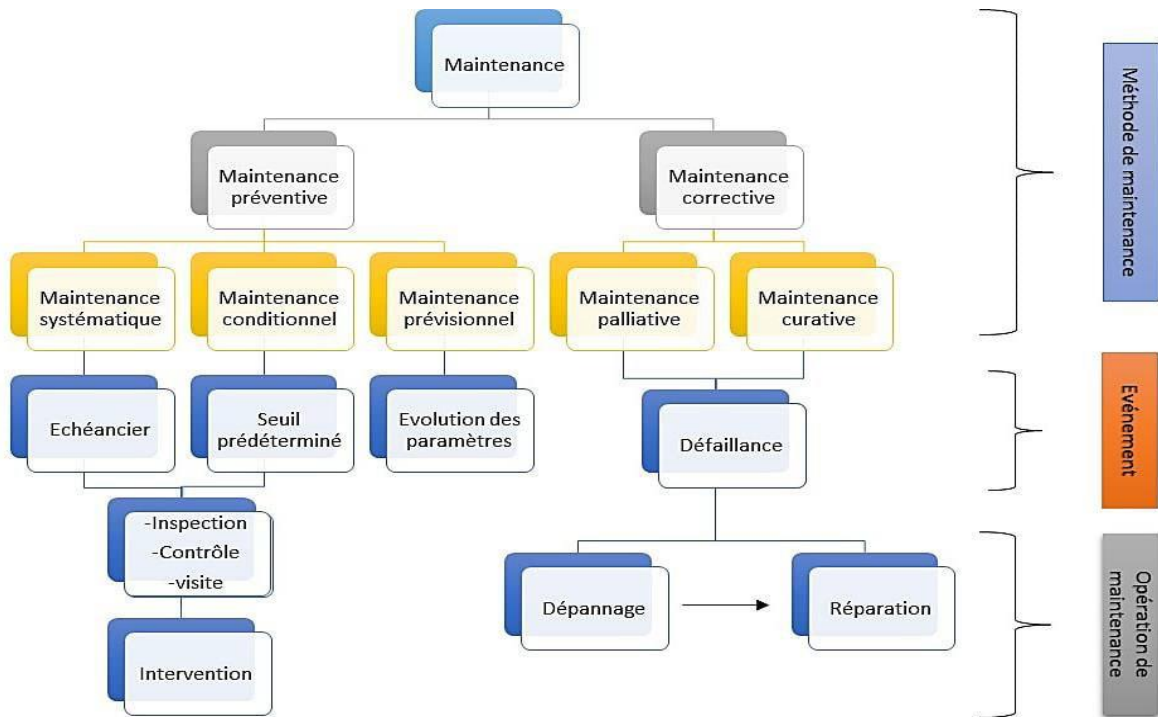 Maintenance
Maintenance
préventive
Maintenance
corrective
Maintenance
systématique
Maintenance
conditionnel
Maintenance
prévisionnel
Maintenance
palliative
Maintenance
curative
Méthode de maintenance
Echéancier
Seuil
prédéterminé
Evolution des
paramètres
Défaillance
Evénement
-Inspection
-Contrôle
-visite
Dépannage
Réparation
Intervention
Opération de
maintenance